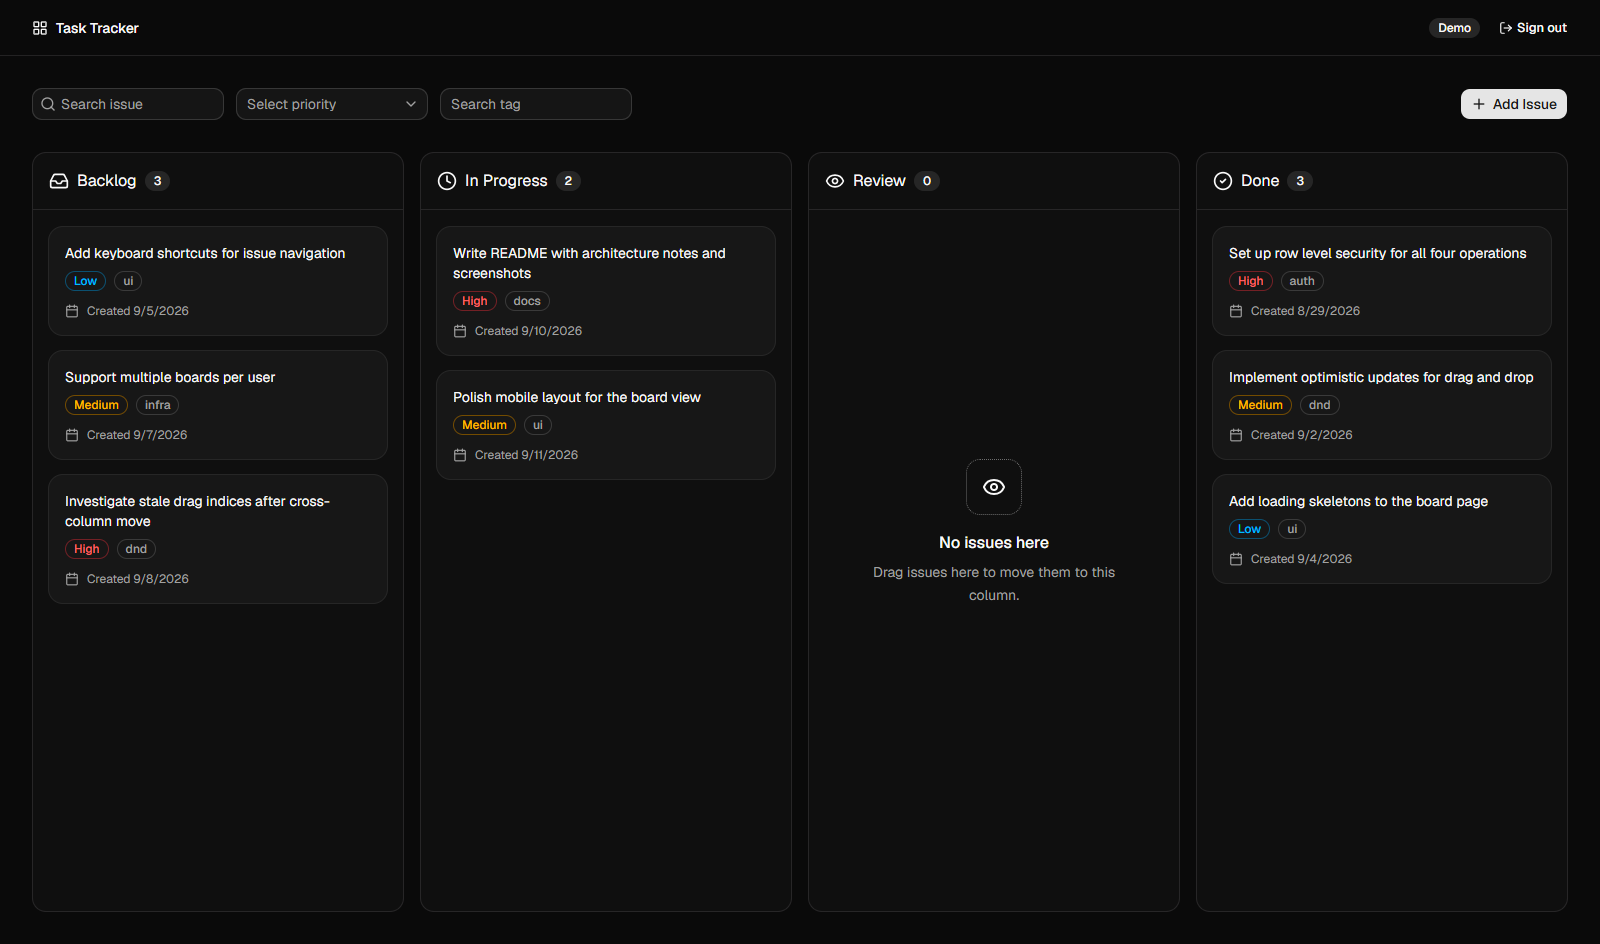 Task Tracker
Demo
Sign out
Search issue
Select priority
Search tag
Add Issue
Backlog 3
Add keyboard shortcuts for issue navigation
Low ui
Created 9/5/2026
Support multiple boards per user
Medium infra
Created 9/7/2026
Investigate stale drag indices after cross-
column move
High dnd
Created 9/8/2026
In Progress 2
Write README with architecture notes and
screenshots
High docs
Created 9/10/2026
Polish mobile layout for the board view
Medium ui
Created 9/11/2026
Review 0
No issues here
Drag issues here to move them to this
column.
Done 3
Set up row level security for all four operations
High auth
Created 8/29/2026
Implement optimistic updates for drag and drop
Medium dnd
Created 9/2/2026
Add loading skeletons to the board page
Low ui
Created 9/4/2026